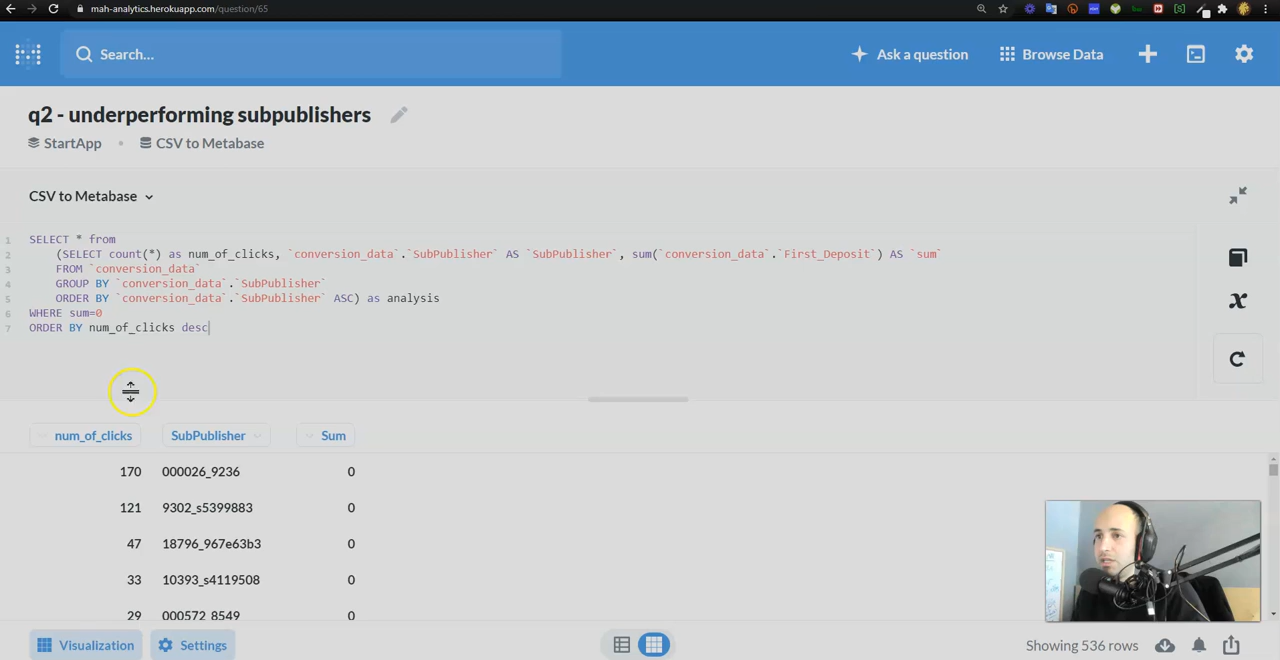 mah-analytics.herokuapp.com/question/65
Search...
Ask a question
Browse Data
q2 - underperforming subpublishers
StartApp • CSV to Metabase
CSV to Metabase
1 SELECT * from
2 (SELECT count(*) as num_of_clicks, `conversion_data`.`SubPublisher` AS `SubPublisher`, sum(`conversion_data`.`First_Deposit`) AS `sum`
3 FROM `conversion_data`
4 GROUP BY `conversion_data`.`SubPublisher`
5 ORDER BY `conversion_data`.`SubPublisher` ASC) as analysis
6 WHERE sum=0
7 ORDER BY num_of_clicks desc
num_of_clicks SubPublisher Sum
170 000026_9236 0
121 9302_s5399883 0
47 18796_967e63b3 0
33 10393_s4119508 0
29 000572_8549 0
Visualization
Settings
Showing 536 rows